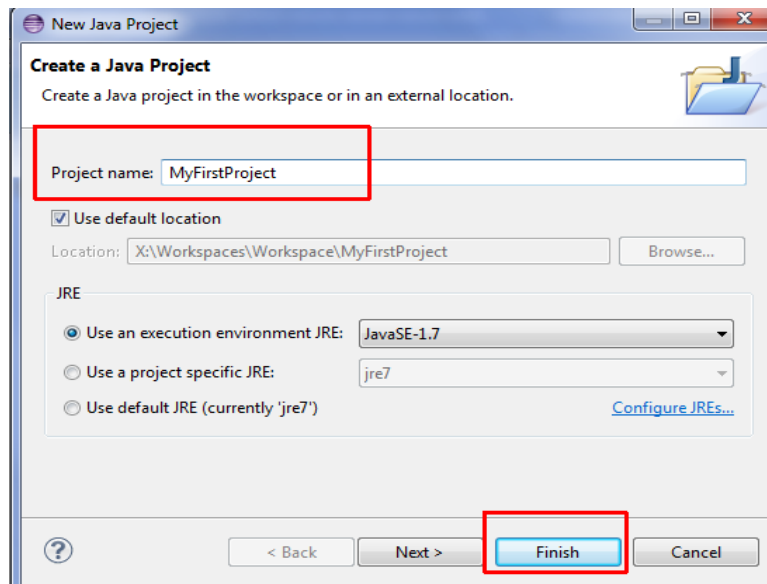 New Java Project
Create a Java Project
Create a Java project in the workspace or in an external location.
Project name: MyFirstProject
Use default location
Location: X:\Workspaces\Workspace\MyFirstProject Browse...
JRE
Use an execution environment JRE: JavaSE-1.7
Use a project specific JRE: jre7
Use default JRE (currently 'jre7') Configure JREs...
? < Back Next > Finish Cancel